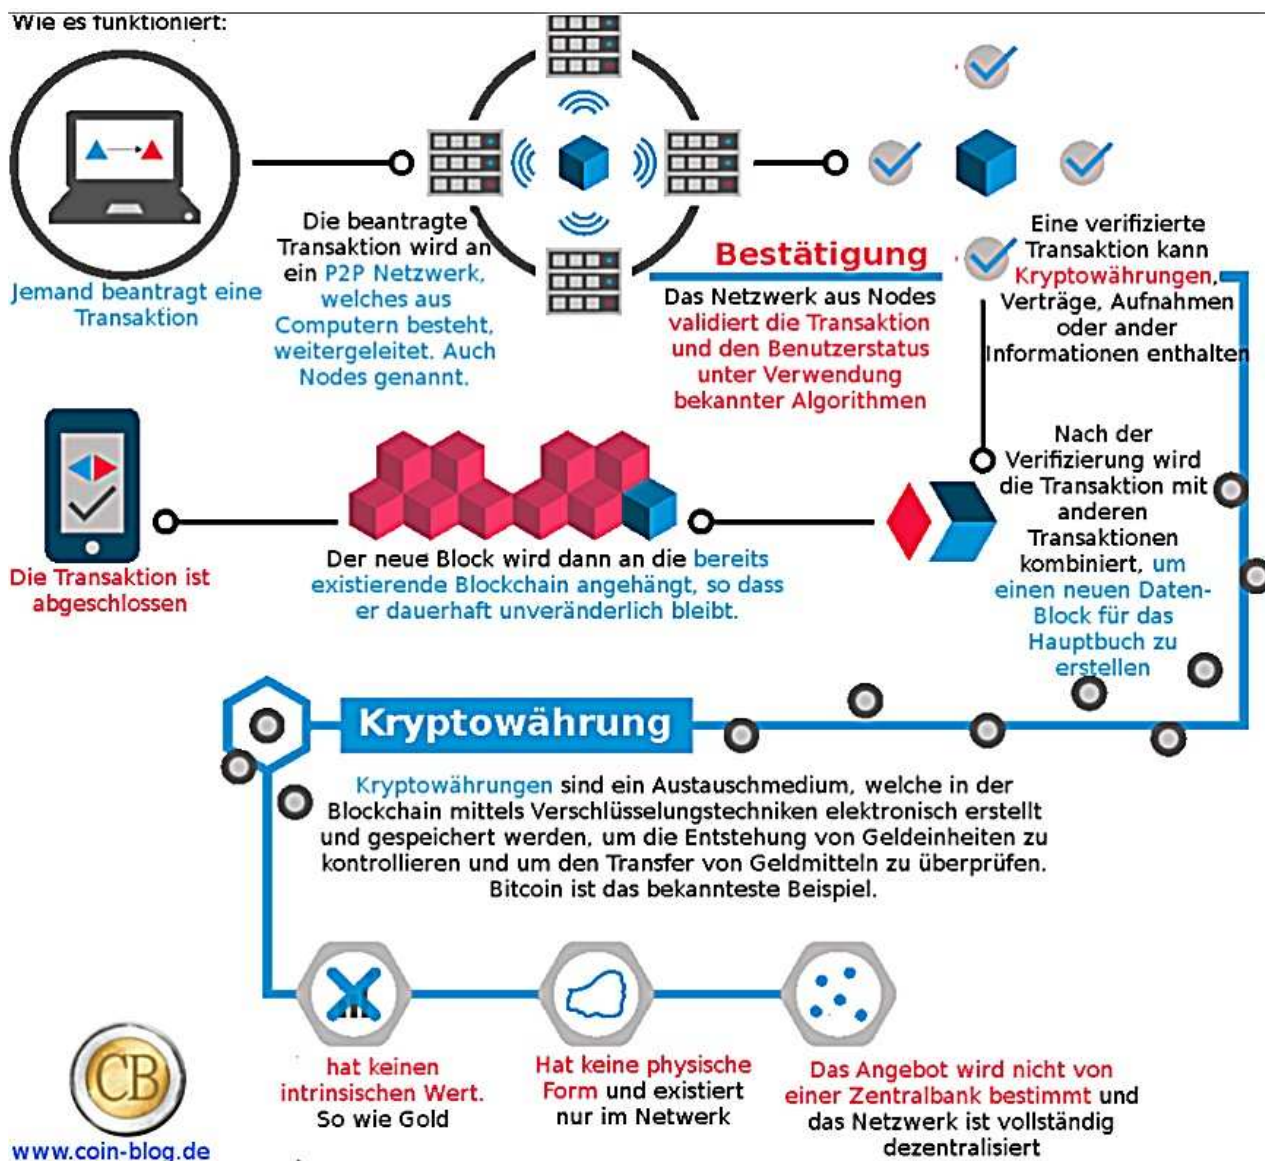 Wie es funktioniert:
Jemand beantragt eine
Transaktion
Die beantragte
Transaktion wird an
ein P2P Netzwerk,
welches aus
Computern besteht,
weitergeleitet. Auch
Nodes genannt.
Bestätigung
Das Netzwerk aus Nodes
validiert die Transaktion
und den Benutzerstatus
unter Verwendung
bekannter Algorithmen
Eine verifizierte
Transaktion kann
Kryptowährungen,
Verträge, Aufnahmen
oder ander
Informationen enthalten
Nach der
Verifizierung wird
die Transaktion mit
anderen
Transaktionen
kombiniert, um
einen neuen Daten-
Block für das
Hauptbuch zu
erstellen
Der neue Block wird dann an die bereits
existierende Blockchain angehängt, so dass
er dauerhaft unveränderlich bleibt.
Die Transaktion ist
abgeschlossen
Kryptowährung
Kryptowährungen sind ein Austauschmedium, welche in der
Blockchain mittels Verschlüsselungstechniken elektronisch erstellt
und gespeichert werden, um die Entstehung von Geldeinheiten zu
kontrollieren und um den Transfer von Geldmitteln zu überprüfen.
Bitcoin ist das bekannteste Beispiel.
hat keinen
intrinsischen Wert.
So wie Gold
Hat keine physische
Form und existiert
nur im Netwerk
Das Angebot wird nicht von
einer Zentralbank bestimmt und
das Netzwerk ist vollständig
dezentralisiert
CB
www.coin-blog.de